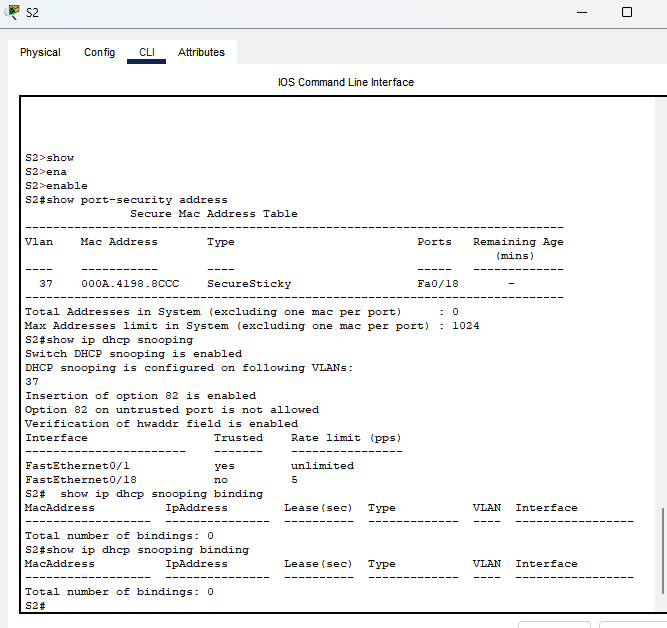 S2
Physical Config CLI Attributes
IOS Command Line Interface
S2>show
S2>ena
S2>enable
S2#show port-security address
Secure Mac Address Table
-----------------------------------------------------------------------------
Vlan Mac Address Type Ports Remaining Age
(mins)
---- ----------- ---- ----- -------------
37 000A.4198.8CCC SecureSticky Fa0/18 -
-----------------------------------------------------------------------------
Total Addresses in System (excluding one mac per port) : 0
Max Addresses limit in System (excluding one mac per port) : 1024
S2#show ip dhcp snooping
Switch DHCP snooping is enabled
DHCP snooping is configured on following VLANs:
37
Insertion of option 82 is enabled
Option 82 on untrusted port is not allowed
Verification of hwaddr field is enabled
Interface Trusted Rate limit (pps)
----------------------- ------- ----------------
FastEthernet0/1 yes unlimited
FastEthernet0/18 no 5
S2# show ip dhcp snooping binding
MacAddress IpAddress Lease(sec) Type VLAN Interface
------------------ --------------- ---------- ------------- ---- -----------------
Total number of bindings: 0
S2#show ip dhcp snooping binding
MacAddress IpAddress Lease(sec) Type VLAN Interface
------------------ --------------- ---------- ------------- ---- -----------------
Total number of bindings: 0
S2#